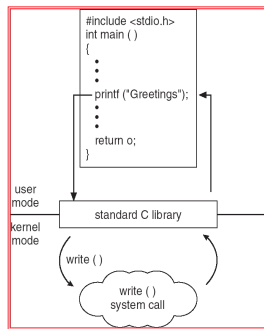 #include <stdio.h>
int main ( )
{
•
•
•
printf ("Greetings");
•
•
•
return o;
}
user
mode
standard C library
kernel
mode
write ( )
write ( )
system call